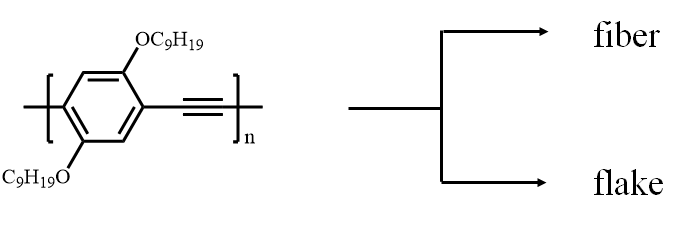 OC₉H₁₉
fiber
n
C₉H₁₉O
flake